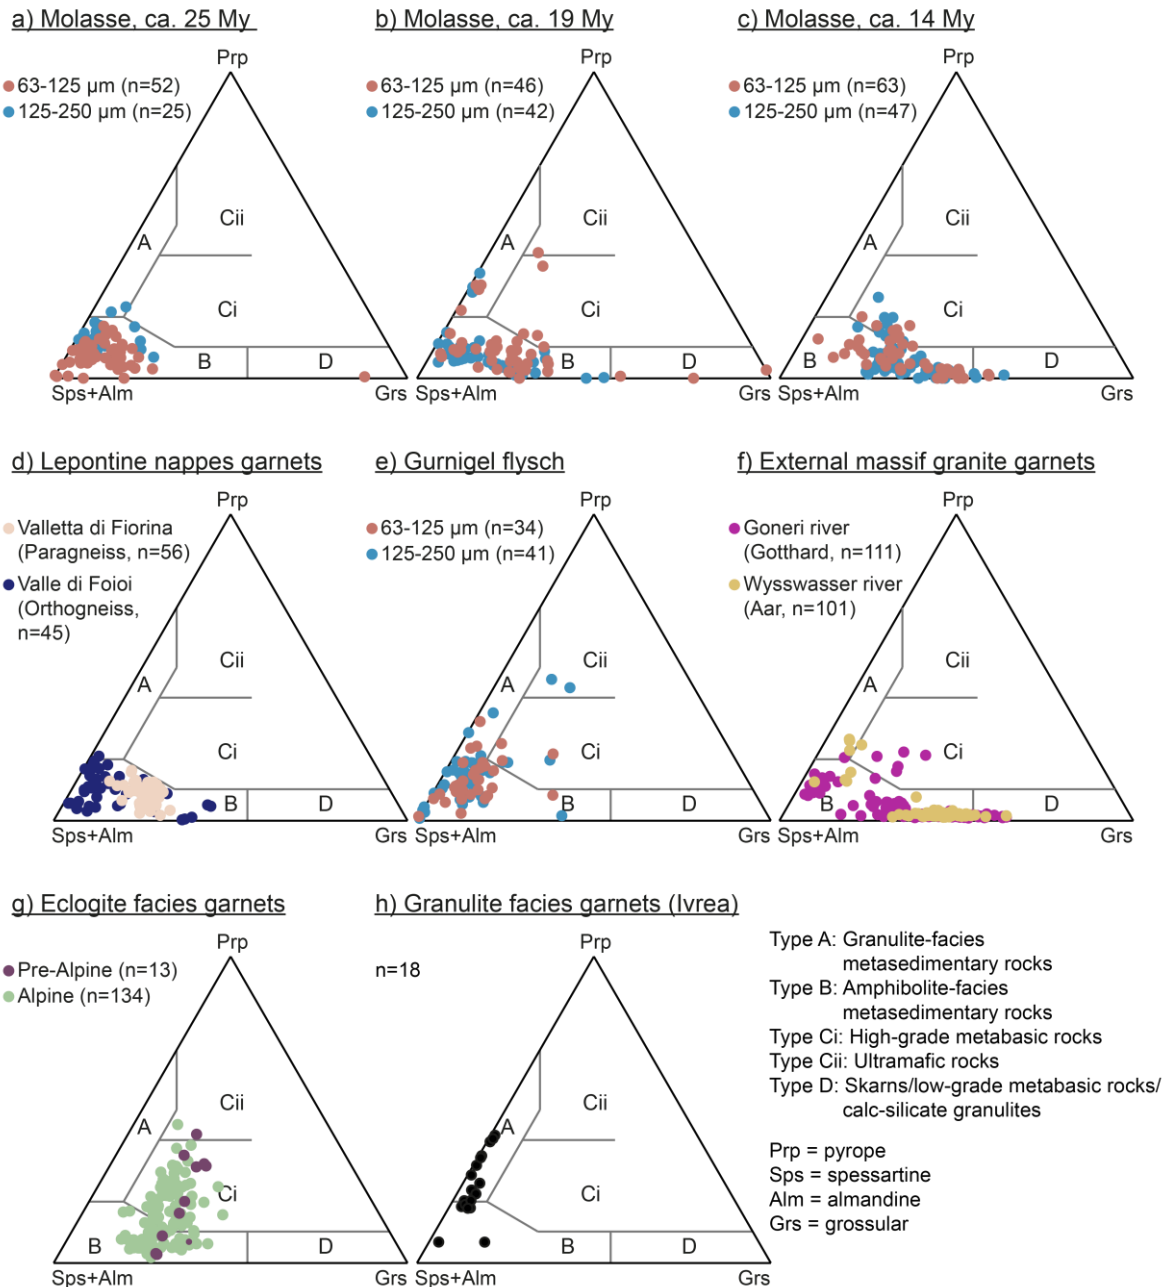 a) Molasse, ca. 25 My
Prp
63-125 µm (n=52)
125-250 µm (n=25)
Cii
A
Ci
B
D
Sps+Alm
Grs
b) Molasse, ca. 19 My
Prp
63-125 µm (n=46)
125-250 µm (n=42)
Cii
A
Ci
B
D
Sps+Alm
Grs
c) Molasse, ca. 14 My
Prp
63-125 µm (n=63)
125-250 µm (n=47)
Cii
A
Ci
B
D
Sps+Alm
Grs
d) Lepontine nappes garnets
Prp
Valletta di Fiorina
(Paragneiss, n=56)
Valle di Foioi
(Orthogneiss,
n=45)
Cii
A
Ci
B
D
Sps+Alm
Grs
e) Gurnigel flysch
Prp
63-125 µm (n=34)
125-250 µm (n=41)
Cii
A
Ci
B
D
Sps+Alm
Grs
f) External massif granite garnets
Prp
Goneri river
(Gotthard, n=111)
Wysswasser river
(Aar, n=101)
Cii
A
Ci
B
D
Sps+Alm
Grs
g) Eclogite facies garnets
Prp
Pre-Alpine (n=13)
Alpine (n=134)
Cii
A
Ci
B
D
Sps+Alm
Grs
h) Granulite facies garnets (Ivrea)
Prp
n=18
Cii
A
Ci
B
D
Sps+Alm
Grs
Type A: Granulite-facies
metasedimentary rocks
Type B: Amphibolite-facies
metasedimentary rocks
Type Ci: High-grade metabasic rocks
Type Cii: Ultramafic rocks
Type D: Skarns/low-grade metabasic rocks/
calc-silicate granulites
Prp = pyrope
Sps = spessartine
Alm = almandine
Grs = grossular